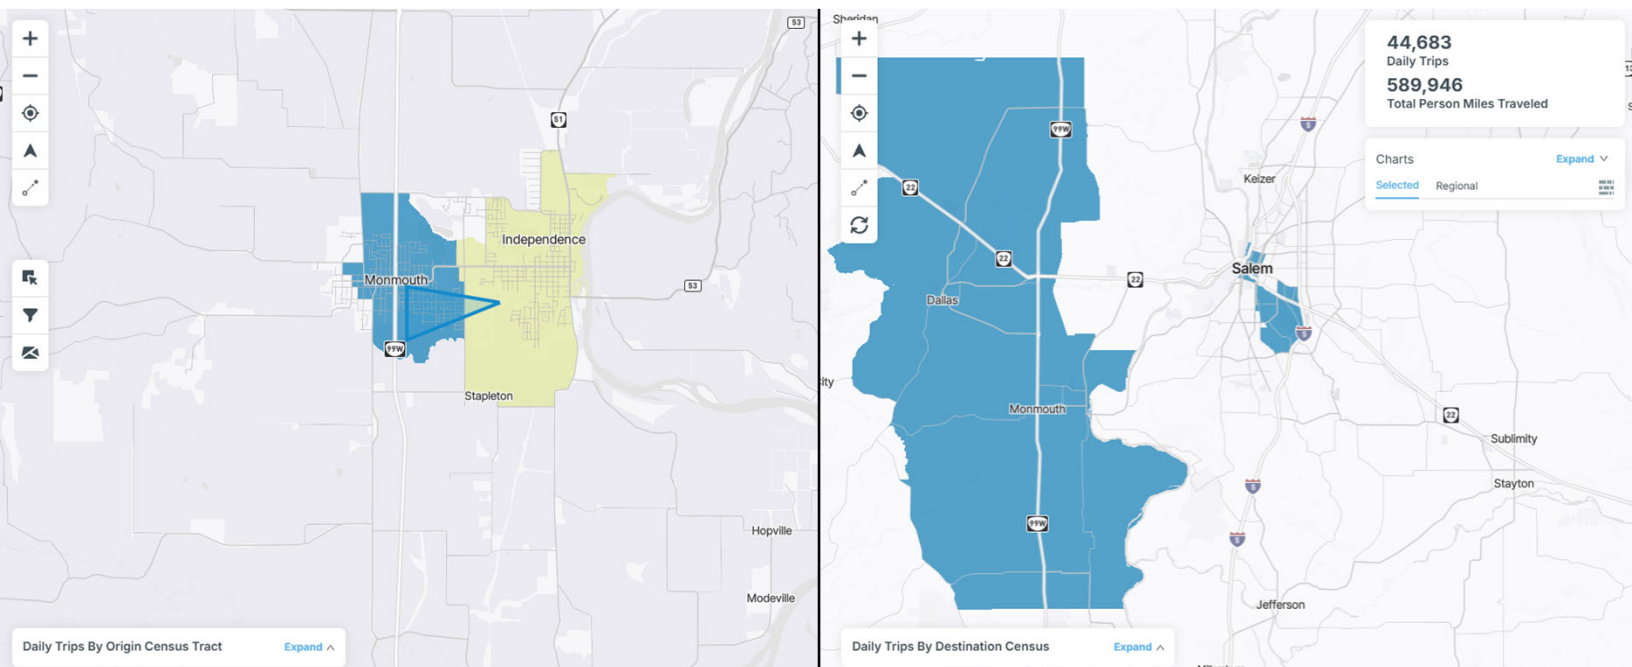 53
51
Independence
Monmouth
53
99W
Stapleton
Hopville
Modeville
Daily Trips By Origin Census Tract
Expand
Sheridan
44,683
Daily Trips
589,946
Total Person Miles Traveled
99W
5
Charts
Expand
Selected
Regional
Keizer
22
22
Salem
22
Dallas
5
ity
Monmouth
22
Sublimity
Stayton
5
99W
5
Jefferson
Daily Trips By Destination Census
Expand